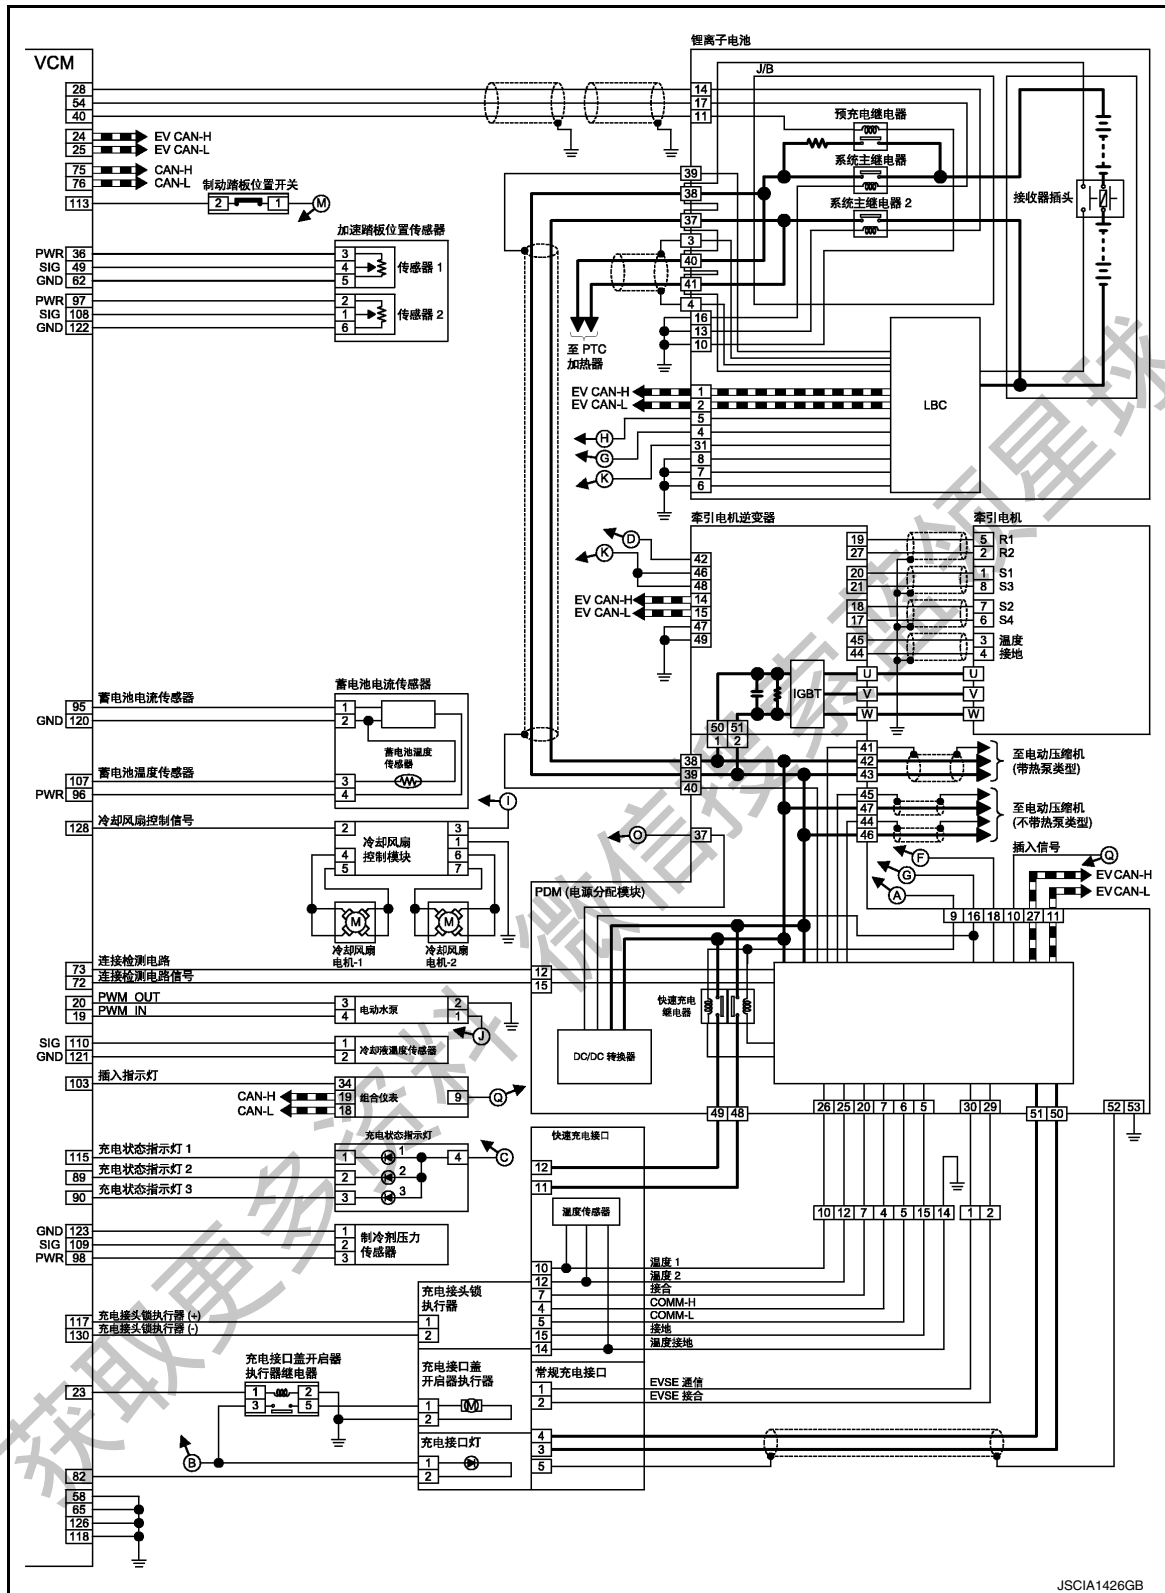 VCM
锂离子电池
J/B
28
54
40
14
17
11
24 EV CAN-H
25 EV CAN-L
75 CAN-H
76 CAN-L
制动踏板位置开关
113 2 1 M
预充电继电器
系统主继电器
系统主继电器 2
接收器插头
39
38
37
3
40
41
4
16
13
10
加速踏板位置传感器
PWR 36 3
SIG 49 4 传感器 1
GND 62 5
PWR 97 2
SIG 108 1 传感器 2
GND 122 6
至 PTC
加热器
EV CAN-H 1
EV CAN-L 2
LBC
5
H 4
G 31
K 8
7
6
牵引电机逆变器
牵引电机
D 42
K 46
48
EV CAN-H 14
EV CAN-L 15
47
49
19 5 R1
27 2 R2
20 1 S1
21 8 S3
18 7 S2
17 6 S4
45 3 温度
44 4 接地
IGBT
U U
V V
W W
50 51
1 2
蓄电池电流传感器
95 蓄电池电流传感器 1
GND 120 2
蓄电池温度
传感器
107 蓄电池温度传感器 3
PWR 96 4
38
39
40
41
42
43
至电动压缩机
(带热泵类型)
45
47
44
46
至电动压缩机
(不带热泵类型)
I
128 冷却风扇控制信号 2 3
冷却风扇
控制模块
1
4 6
5 7
O 37
M M
冷却风扇
电机-1
冷却风扇
电机-2
F
G
A
插入信号
Q
EV CAN-H
EV CAN-L
PDM (电源分配模块)
9 16 18 10 27 11
73 连接检测电路 12
72 连接检测电路信号 15
20 PWM OUT 3 2
19 PWM IN 4 1
电动水泵
J
快速充电
继电器
DC/DC 转换器
SIG 110 1
GND 121 2
冷却液温度传感器
103 插入指示灯 34
CAN-H 19 组合仪表 9 Q
CAN-L 18
49 48
26 25 20 7 6 5 30 29 51 50 52 53
充电状态指示灯
115 充电状态指示灯 1 1 1 4 C
89 充电状态指示灯 2 2 2
90 充电状态指示灯 3 3 3
快速充电接口
12
11
温度传感器
10 12 7 4 5 15 14 1 2
GND 123 1
SIG 109 2
PWR 98 3
制冷剂压力
传感器
10 温度 1
12 温度 2
7 接合
4 COMM-H
5 COMM-L
15 接地
14 温度接地
充电接头锁
执行器
117 充电接头锁执行器 (+) 1
130 充电接头锁执行器 (-) 2
充电接口盖开启器
执行器继电器
23 1 2
3 5
充电接口盖
开启器执行器
1 M
2
常规充电接口
1 EVSE 通信
2 EVSE 接合
充电接口灯
B 1
82 2
4
3
5
58
65
126
118
获取更多资料 微信搜索蓝领星球
JSCIA1426GB